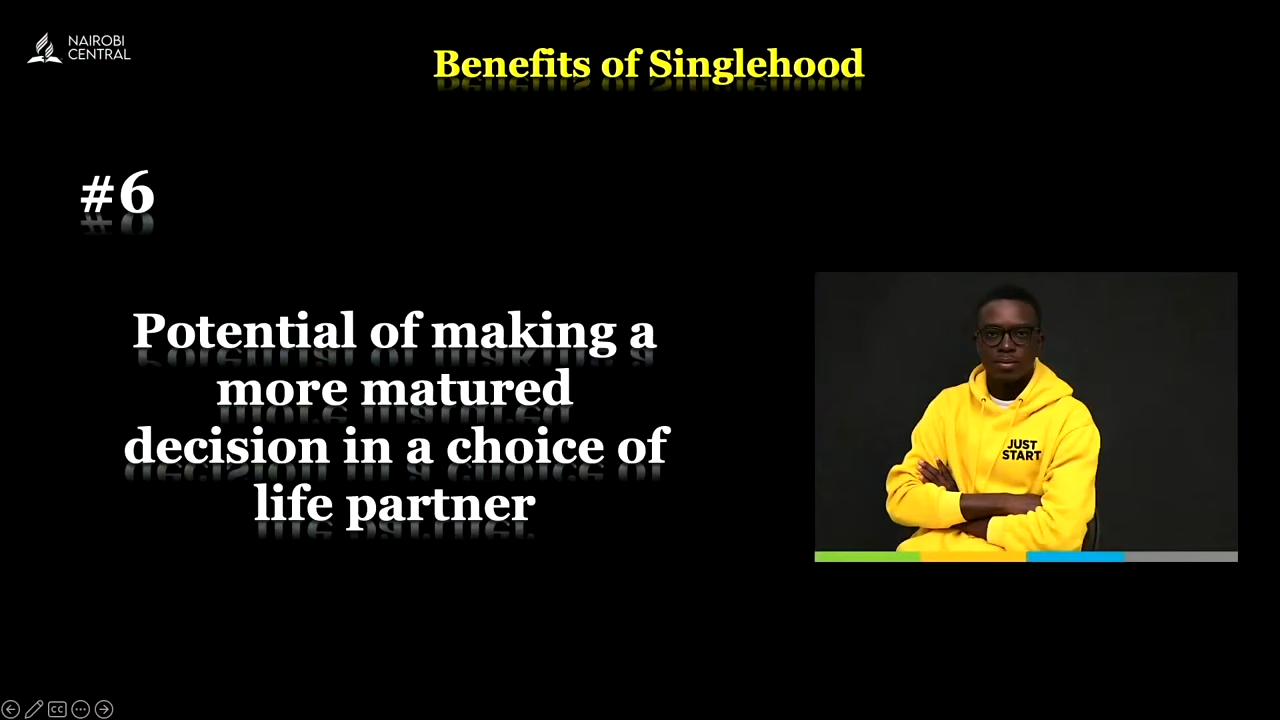 NAIROBI
CENTRAL
Benefits of Singlehood
#6
Potential of making a
more matured
decision in a choice of
life partner
JUST
START
CC